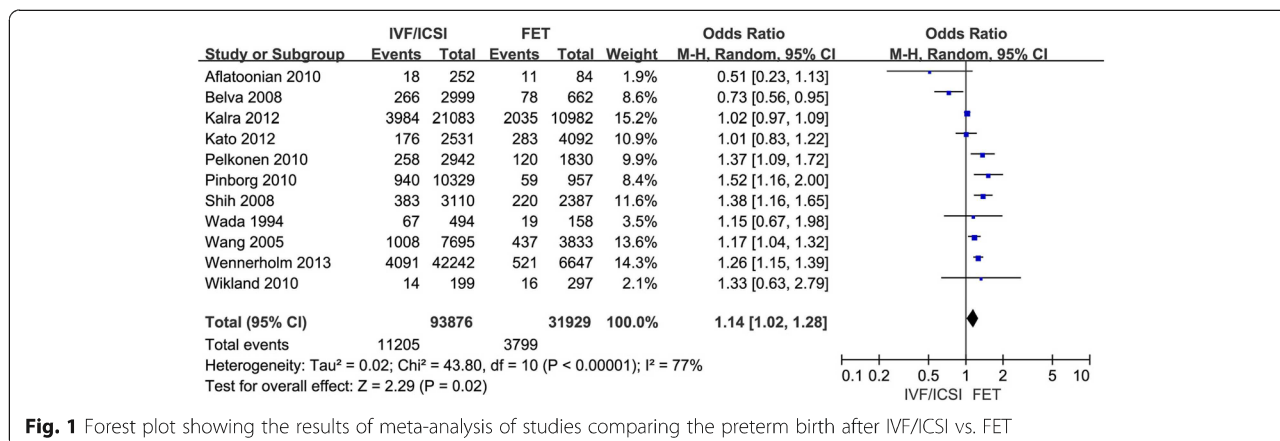 IVF/ICSI FET Odds Ratio Odds Ratio
Study or Subgroup Events Total Events Total Weight M-H, Random, 95% CI M-H, Random, 95% CI
Aflatoonian 2010 18 252 11 84 1.9% 0.51 [0.23, 1.13]
Belva 2008 266 2999 78 662 8.6% 0.73 [0.56, 0.95]
Kalra 2012 3984 21083 2035 10982 15.2% 1.02 [0.97, 1.09]
Kato 2012 176 2531 283 4092 10.9% 1.01 [0.83, 1.22]
Pelkonen 2010 258 2942 120 1830 9.9% 1.37 [1.09, 1.72]
Pinborg 2010 940 10329 59 957 8.4% 1.52 [1.16, 2.00]
Shih 2008 383 3110 220 2387 11.6% 1.38 [1.16, 1.65]
Wada 1994 67 494 19 158 3.5% 1.15 [0.67, 1.98]
Wang 2005 1008 7695 437 3833 13.6% 1.17 [1.04, 1.32]
Wennerholm 2013 4091 42242 521 6647 14.3% 1.26 [1.15, 1.39]
Wikland 2010 14 199 16 297 2.1% 1.33 [0.63, 2.79]
Total (95% CI) 93876 31929 100.0% 1.14 [1.02, 1.28]
Total events 11205 3799
Heterogeneity: Tau² = 0.02; Chi² = 43.80, df = 10 (P < 0.00001); I² = 77%
Test for overall effect: Z = 2.29 (P = 0.02)
0.1 0.2 0.5 1 2 5 10
IVF/ICSI FET
Fig. 1 Forest plot showing the results of meta-analysis of studies comparing the preterm birth after IVF/ICSI vs. FET